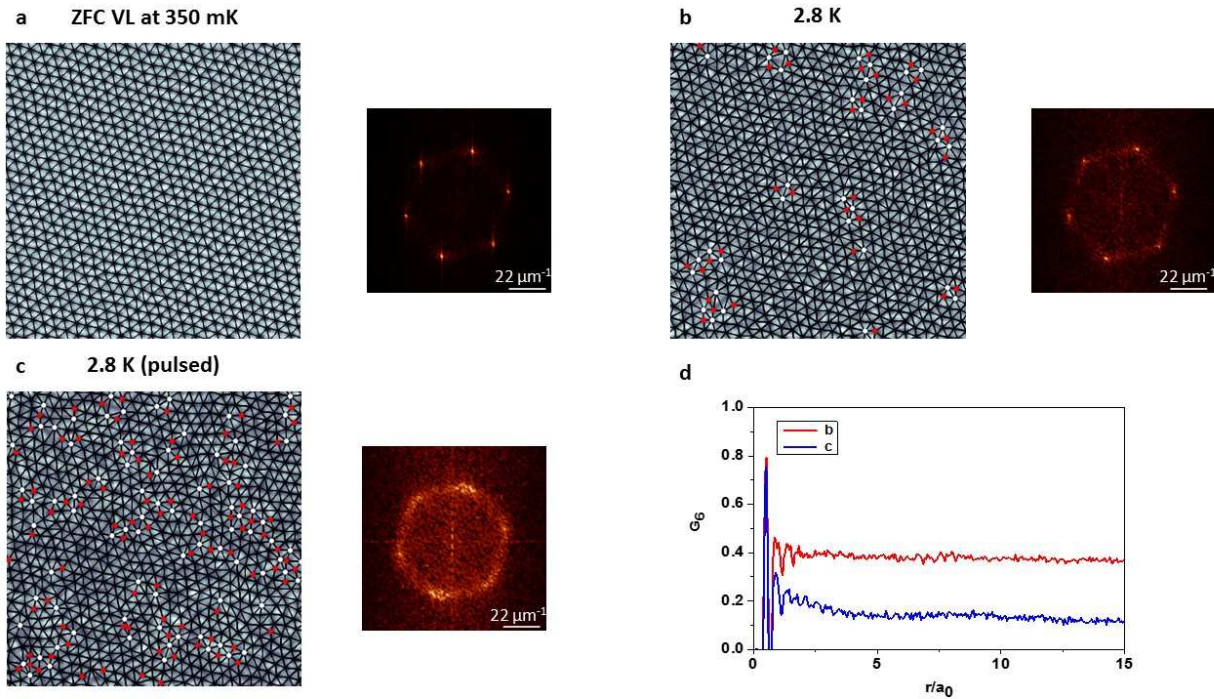 a ZFC VL at 350 mK
22 µm-1
b 2.8 K
22 µm-1
c 2.8 K (pulsed)
22 µm-1
d
1.0
0.8
0.6
0.4
0.2
0.0
G6
b
c
0 5 10 15
r/a0